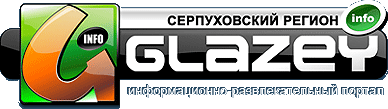 СЕРПУХОВСКИЙ РЕГИОН
info
INFO
GLAZEY
информационно-развлекательный портал